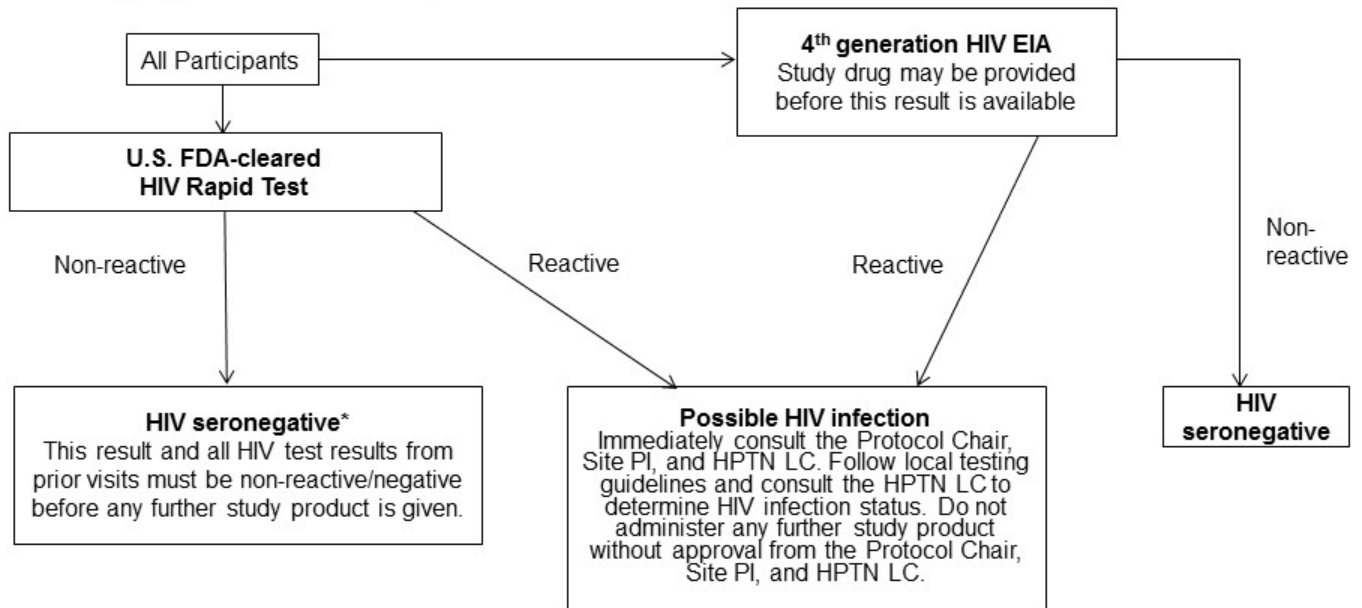 All Participants
4th generation HIV EIA
Study drug may be provided
before this result is available
U.S. FDA-cleared
HIV Rapid Test
Non-reactive
Reactive
Reactive
Non-
reactive
HIV seronegative*
This result and all HIV test results from
prior visits must be non-reactive/negative
before any further study product is given.
Possible HIV infection
Immediately consult the Protocol Chair,
Site PI, and HPTN LC. Follow local testing
guidelines and consult the HPTN LC to
determine HIV infection status. Do not
administer any further study product
without approval from the Protocol Chair,
Site PI, and HPTN LC.
HIV
seronegative